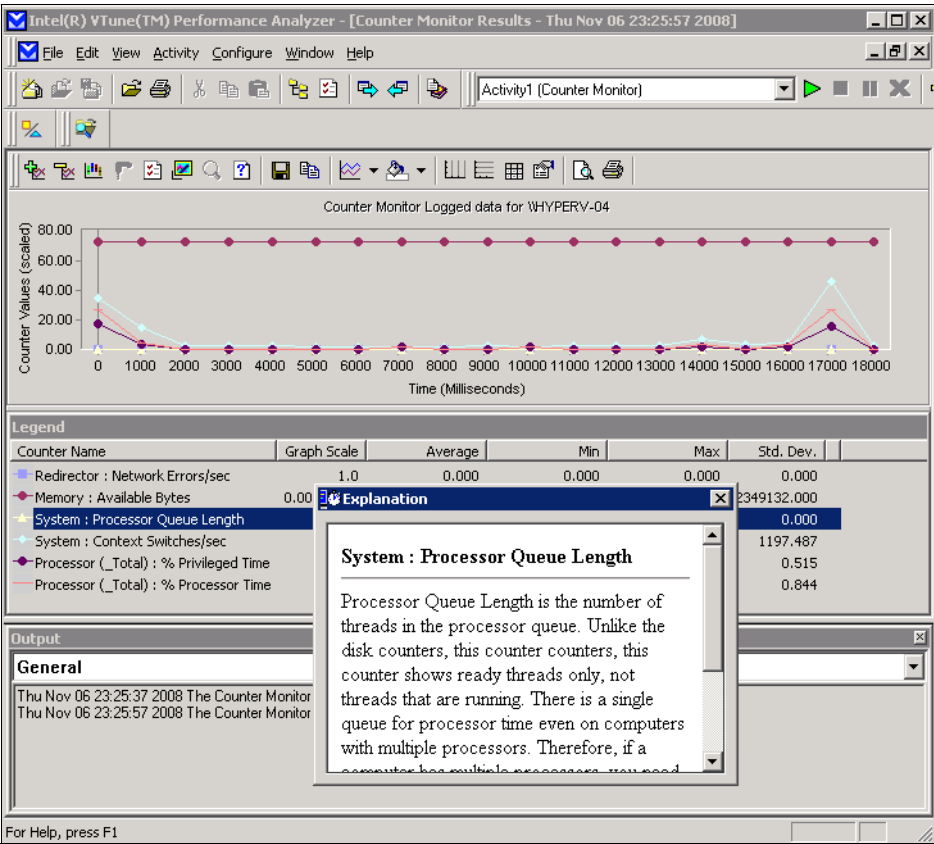 Intel(R) VTune(TM) Performance Analyzer - [Counter Monitor Results - Thu Nov 06 23:25:57 2008]
File Edit View Activity Configure Window Help
Activity1 (Counter Monitor)
Counter Monitor Logged data for \\HYPERV-04
Counter Values (scaled)
80.00
60.00
40.00
20.00
0.00
0 1000 2000 3000 4000 5000 6000 7000 8000 9000 10000 11000 12000 13000 14000 15000 16000 17000 18000
Time (Milliseconds)
Legend
Counter Name Graph Scale Average Min Max Std. Dev.
Redirector : Network Errors/sec 1.0 0.000 0.000 0.000 0.000
Memory : Available Bytes 0.00 2349132.000
System : Processor Queue Length 0.000
System : Context Switches/sec 1197.487
Processor (_Total) : % Privileged Time 0.515
Processor (_Total) : % Processor Time 0.844
Explanation
System : Processor Queue Length
Processor Queue Length is the number of
threads in the processor queue. Unlike the
disk counters, this counter counters, this
counter shows ready threads only, not
threads that are running. There is a single
queue for processor time even on computers
with multiple processors. Therefore, if a
computer has multiple processors, you need
Output
General
Thu Nov 06 23:25:37 2008 The Counter Monitor
Thu Nov 06 23:25:57 2008 The Counter Monitor
For Help, press F1